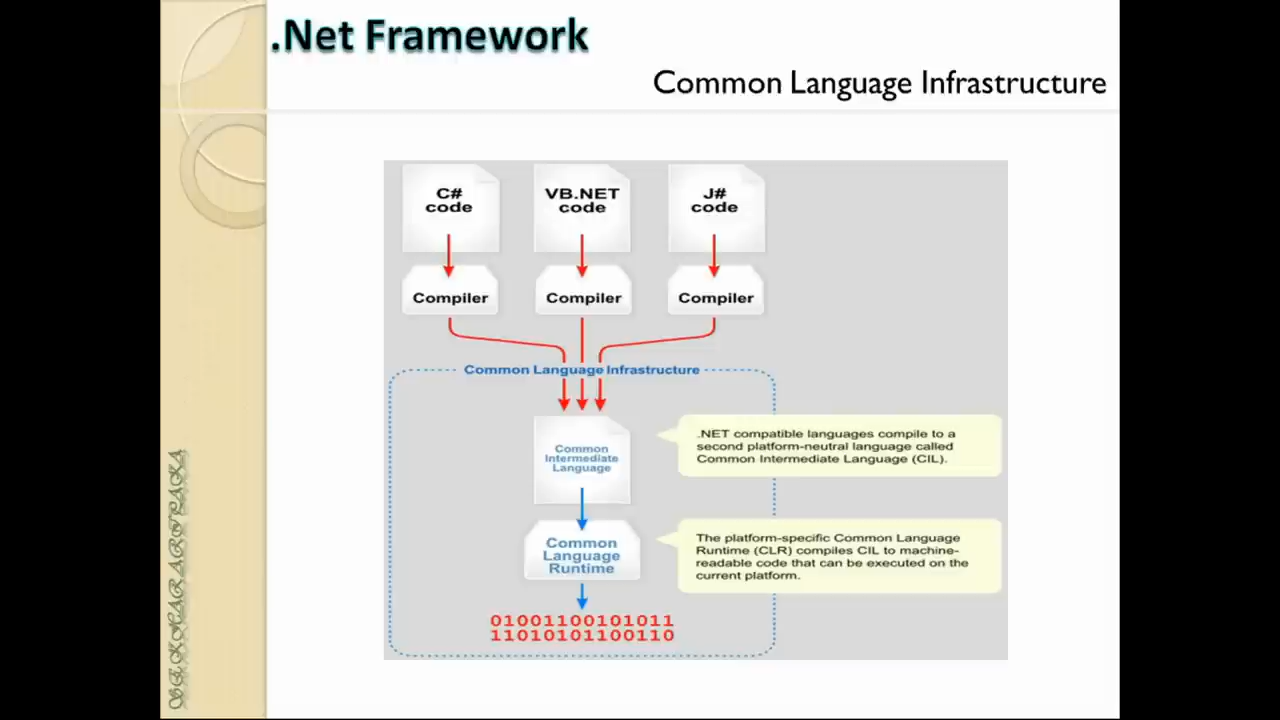 .Net Framework
Common Language Infrastructure
C#
code
VB.NET
code
J#
code
Compiler
Compiler
Compiler
Common Language Infrastructure
Common
Intermediate
Language
.NET compatible languages compile to a
second platform-neutral language called
Common Intermediate Language (CIL).
Common
Language
Runtime
The platform-specific Common Language
Runtime (CLR) compiles CIL to machine-
readable code that can be executed on the
current platform.
01001100101011
11010101100110